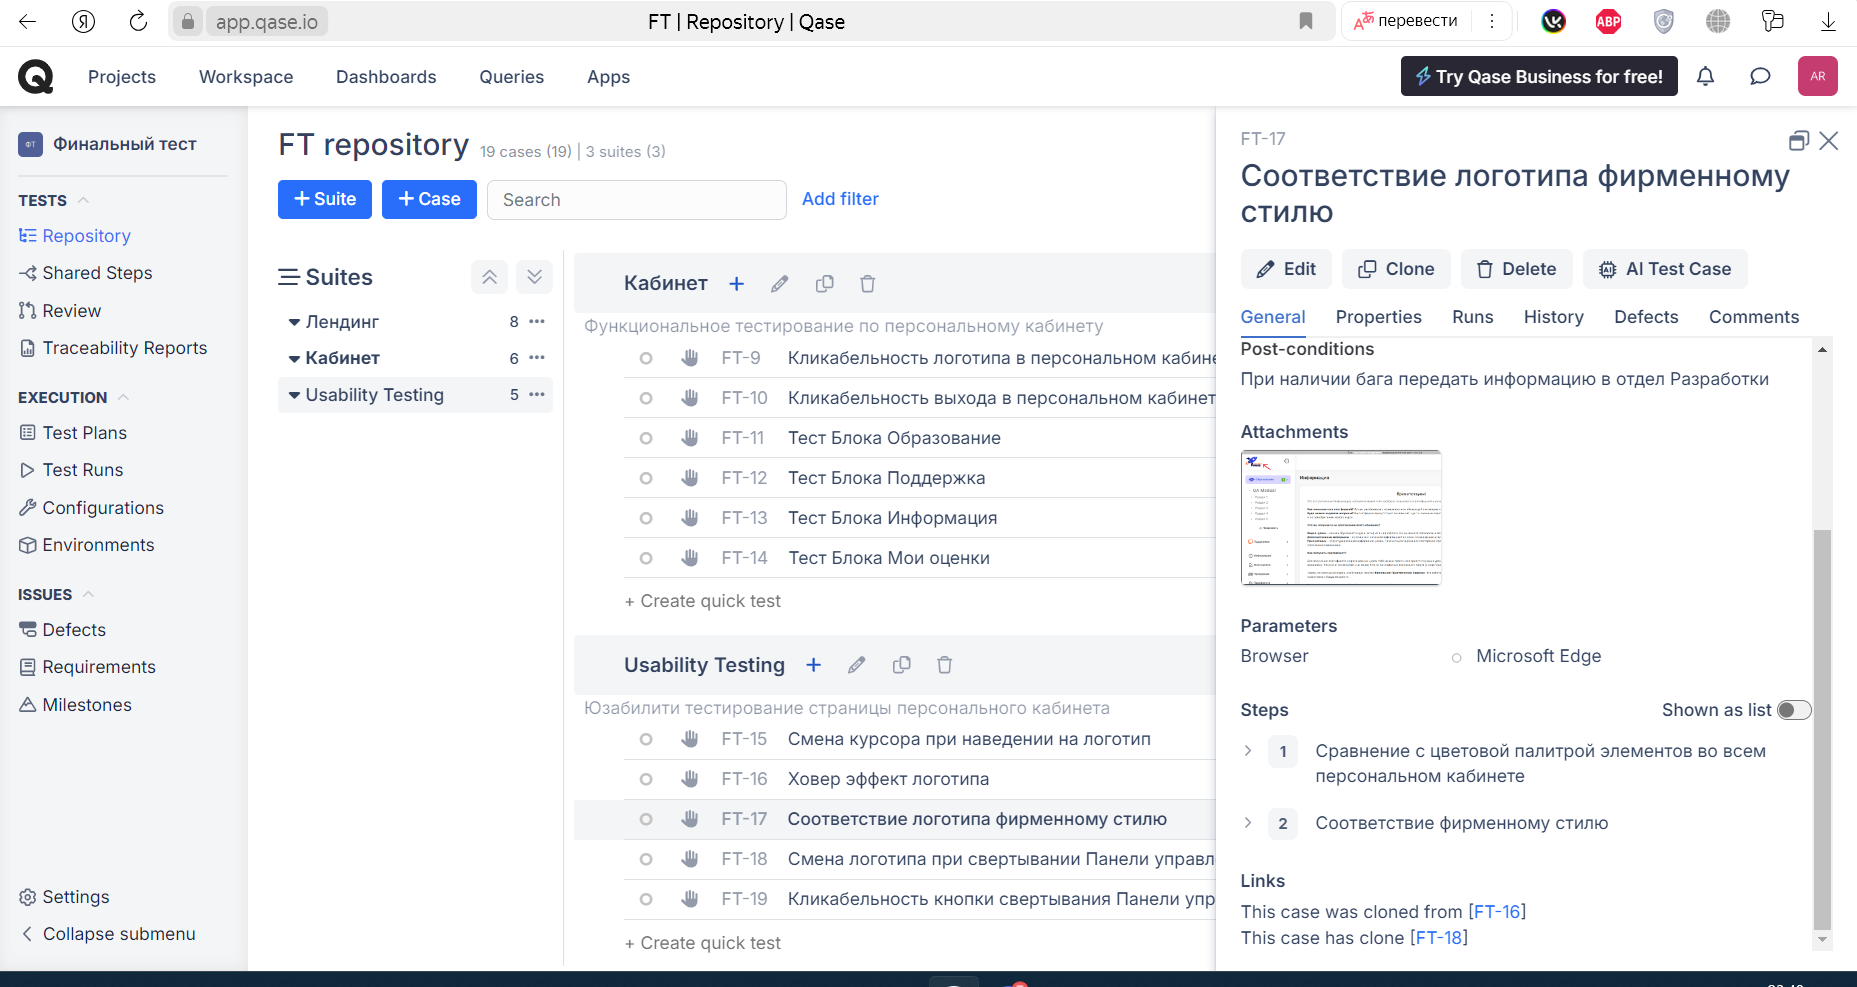 app.qase.io
FT | Repository | Qase
перевести
ABP
Projects
Workspace
Dashboards
Queries
Apps
Try Qase Business for free!
AR
ФТ
Финальный тест
TESTS
Repository
Shared Steps
Review
Traceability Reports
EXECUTION
Test Plans
Test Runs
Configurations
Environments
ISSUES
Defects
Requirements
Milestones
Settings
Collapse submenu
FT repository
19 cases (19) | 3 suites (3)
+ Suite
+ Case
Search
Add filter
Suites
Лендинг 8
Кабинет 6
Usability Testing 5
Кабинет
Функциональное тестирование по персональному кабинету
FT-9 Кликабельность логотипа в персональном кабине
FT-10 Кликабельность выхода в персональном кабинет
FT-11 Тест Блока Образование
FT-12 Тест Блока Поддержка
FT-13 Тест Блока Информация
FT-14 Тест Блока Мои оценки
+ Create quick test
Usability Testing
Юзабилити тестирование страницы персонального кабинета
FT-15 Смена курсора при наведении на логотип
FT-16 Ховер эффект логотипа
FT-17 Соответствие логотипа фирменному стилю
FT-18 Смена логотипа при свертывании Панели управл
FT-19 Кликабельность кнопки свертывания Панели упр
+ Create quick test
FT-17
Соответствие логотипа фирменному
стилю
Edit
Clone
Delete
AI Test Case
General
Properties
Runs
History
Defects
Comments
Post-conditions
При наличии бага передать информацию в отдел Разработки
Attachments
Информация
QA Manual
Parameters
Browser
Microsoft Edge
Steps
Shown as list
1 Сравнение с цветовой палитрой элементов во всем
персональном кабинете
2 Соответствие фирменному стилю
Links
This case was cloned from [FT-16]
This case has clone [FT-18]